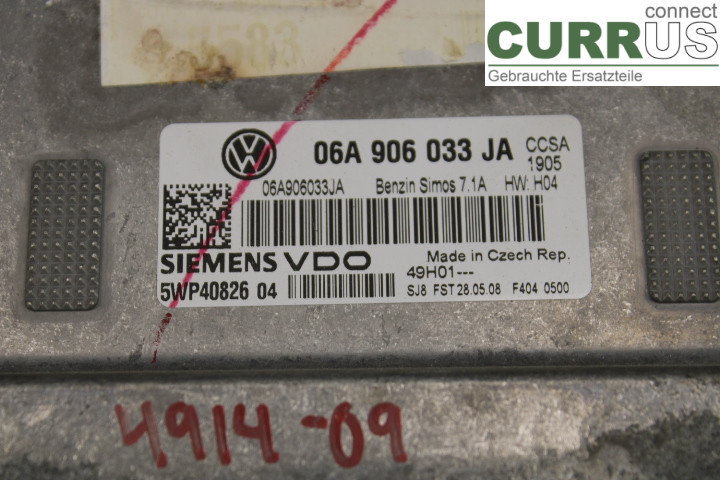 connect
CURRUS
Gebrauchte Ersatzteile
06A 906 033 JA
CCSA
1905
06A906033JA Benzin Simos 7.1A HW: H04
SIEMENS VDO
Made in Czech Rep.
49H01---
5WP40826 04
SJ8 FST 28.05.08 F404 0500
4914-09